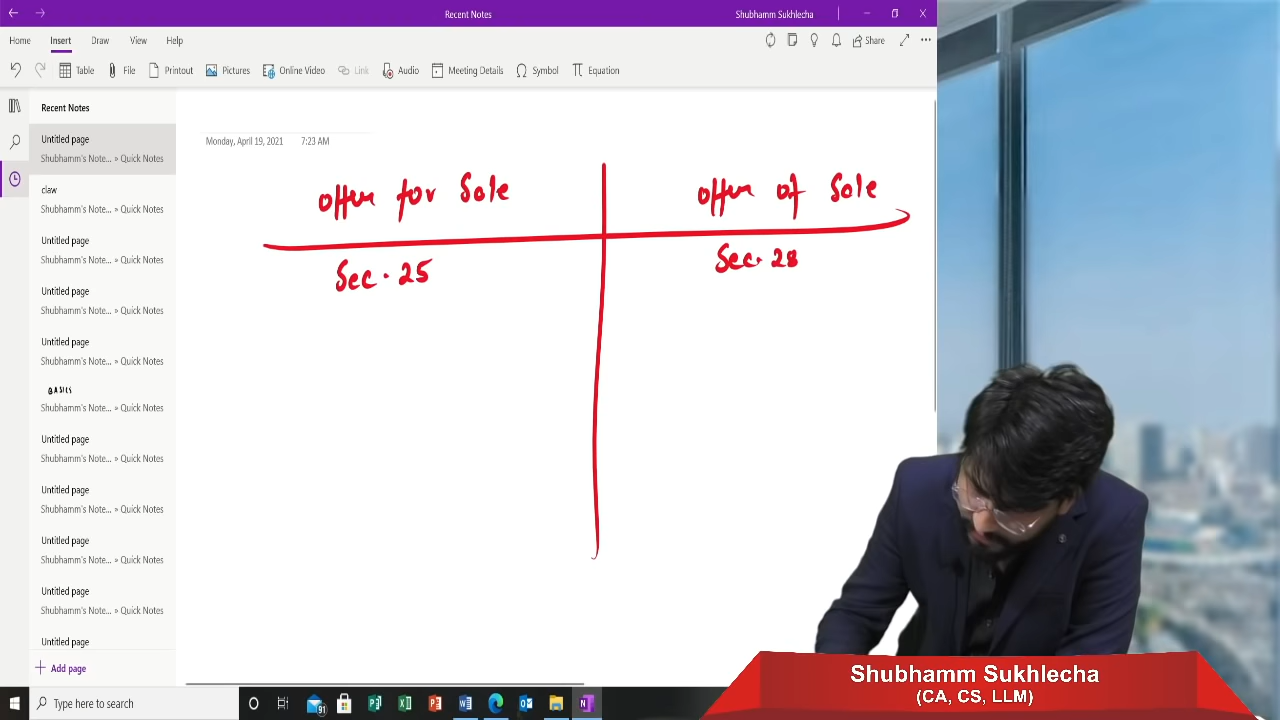 Recent Notes
Shubhamm Sukhlecha
Home Insert Draw View Help
Share
Table File Printout Pictures Online Video Link Audio Meeting Details Symbol Equation
Recent Notes
Untitled page
Shubhamm's Note... » Quick Notes
claw
Shubhamm's Note... » Quick Notes
Untitled page
Shubhamm's Note... » Quick Notes
Untitled page
Shubhamm's Note... » Quick Notes
Untitled page
Shubhamm's Note... » Quick Notes
BASICS
Shubhamm's Note... » Quick Notes
Untitled page
Shubhamm's Note... » Quick Notes
Untitled page
Shubhamm's Note... » Quick Notes
Untitled page
Shubhamm's Note... » Quick Notes
Untitled page
Shubhamm's Note... » Quick Notes
Untitled page
Add page
Monday, April 19, 2021 7:23 AM
Offer for Sale
Offer of Sale
Sec. 25
Sec. 28
Shubhamm Sukhlecha
(CA, CS, LLM)
Type here to search
91